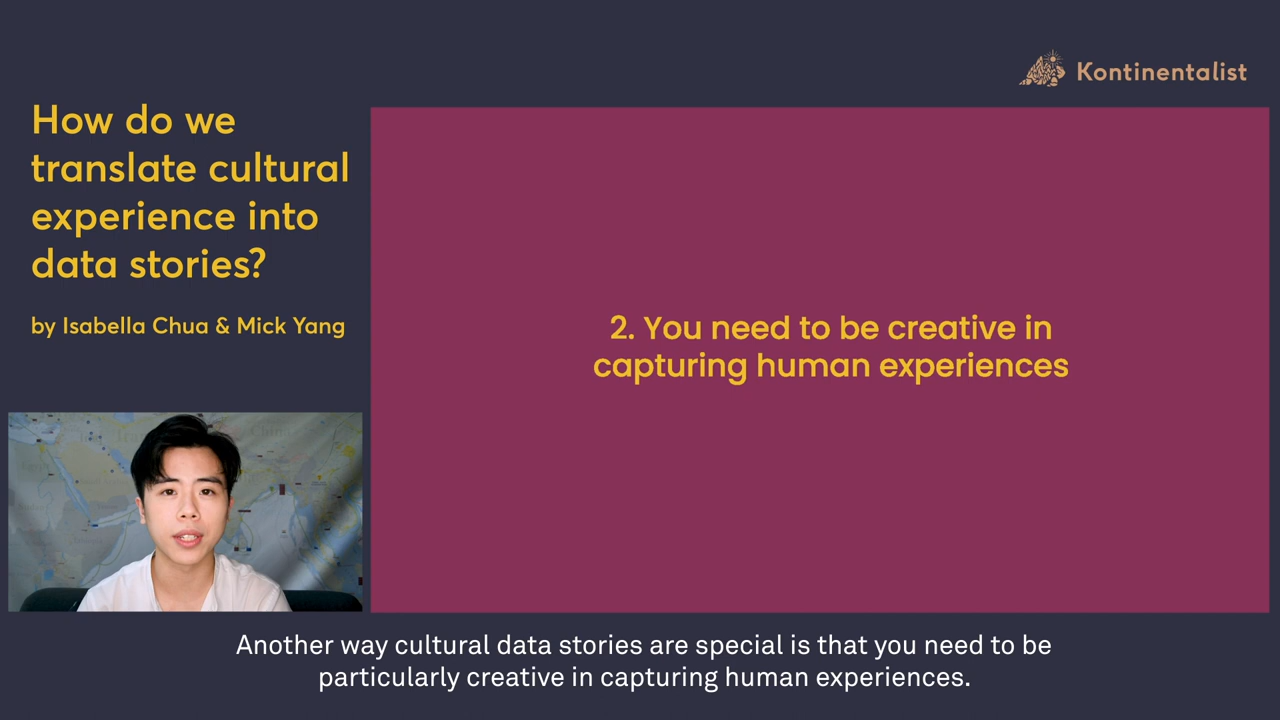 Kontinentalist
How do we
translate cultural
experience into
data stories?
by Isabella Chua & Mick Yang
2. You need to be creative in
capturing human experiences
Another way cultural data stories are special is that you need to be
particularly creative in capturing human experiences.